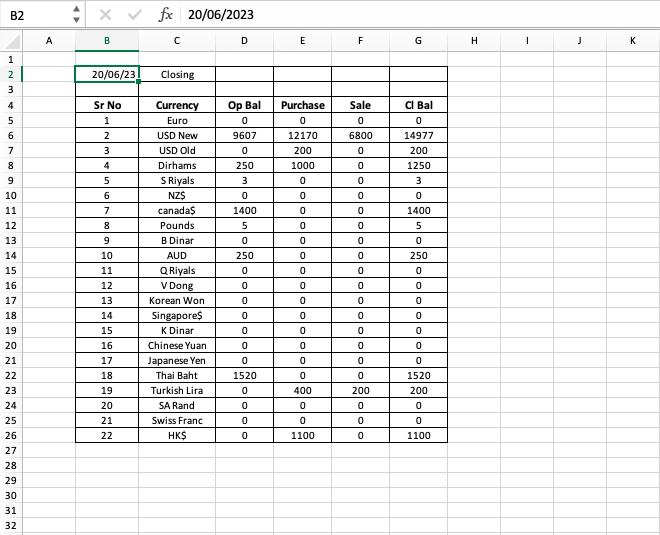 B2 fx 20/06/2023
A B C D E F G H I J K
1
2 20/06/23 Closing
3
4 Sr No Currency Op Bal Purchase Sale Cl Bal
5 1 Euro 0 0 0 0
6 2 USD New 9607 12170 6800 14977
7 3 USD Old 0 200 0 200
8 4 Dirhams 250 1000 0 1250
9 5 S Riyals 3 0 0 3
10 6 NZ$ 0 0 0 0
11 7 canada$ 1400 0 0 1400
12 8 Pounds 5 0 0 5
13 9 B Dinar 0 0 0 0
14 10 AUD 250 0 0 250
15 11 Q Riyals 0 0 0 0
16 12 V Dong 0 0 0 0
17 13 Korean Won 0 0 0 0
18 14 Singapore$ 0 0 0 0
19 15 K Dinar 0 0 0 0
20 16 Chinese Yuan 0 0 0 0
21 17 Japanese Yen 0 0 0 0
22 18 Thai Baht 1520 0 0 1520
23 19 Turkish Lira 0 400 200 200
24 20 SA Rand 0 0 0 0
25 21 Swiss Franc 0 0 0 0
26 22 HK$ 0 1100 0 1100
27
28
29
30
31
32